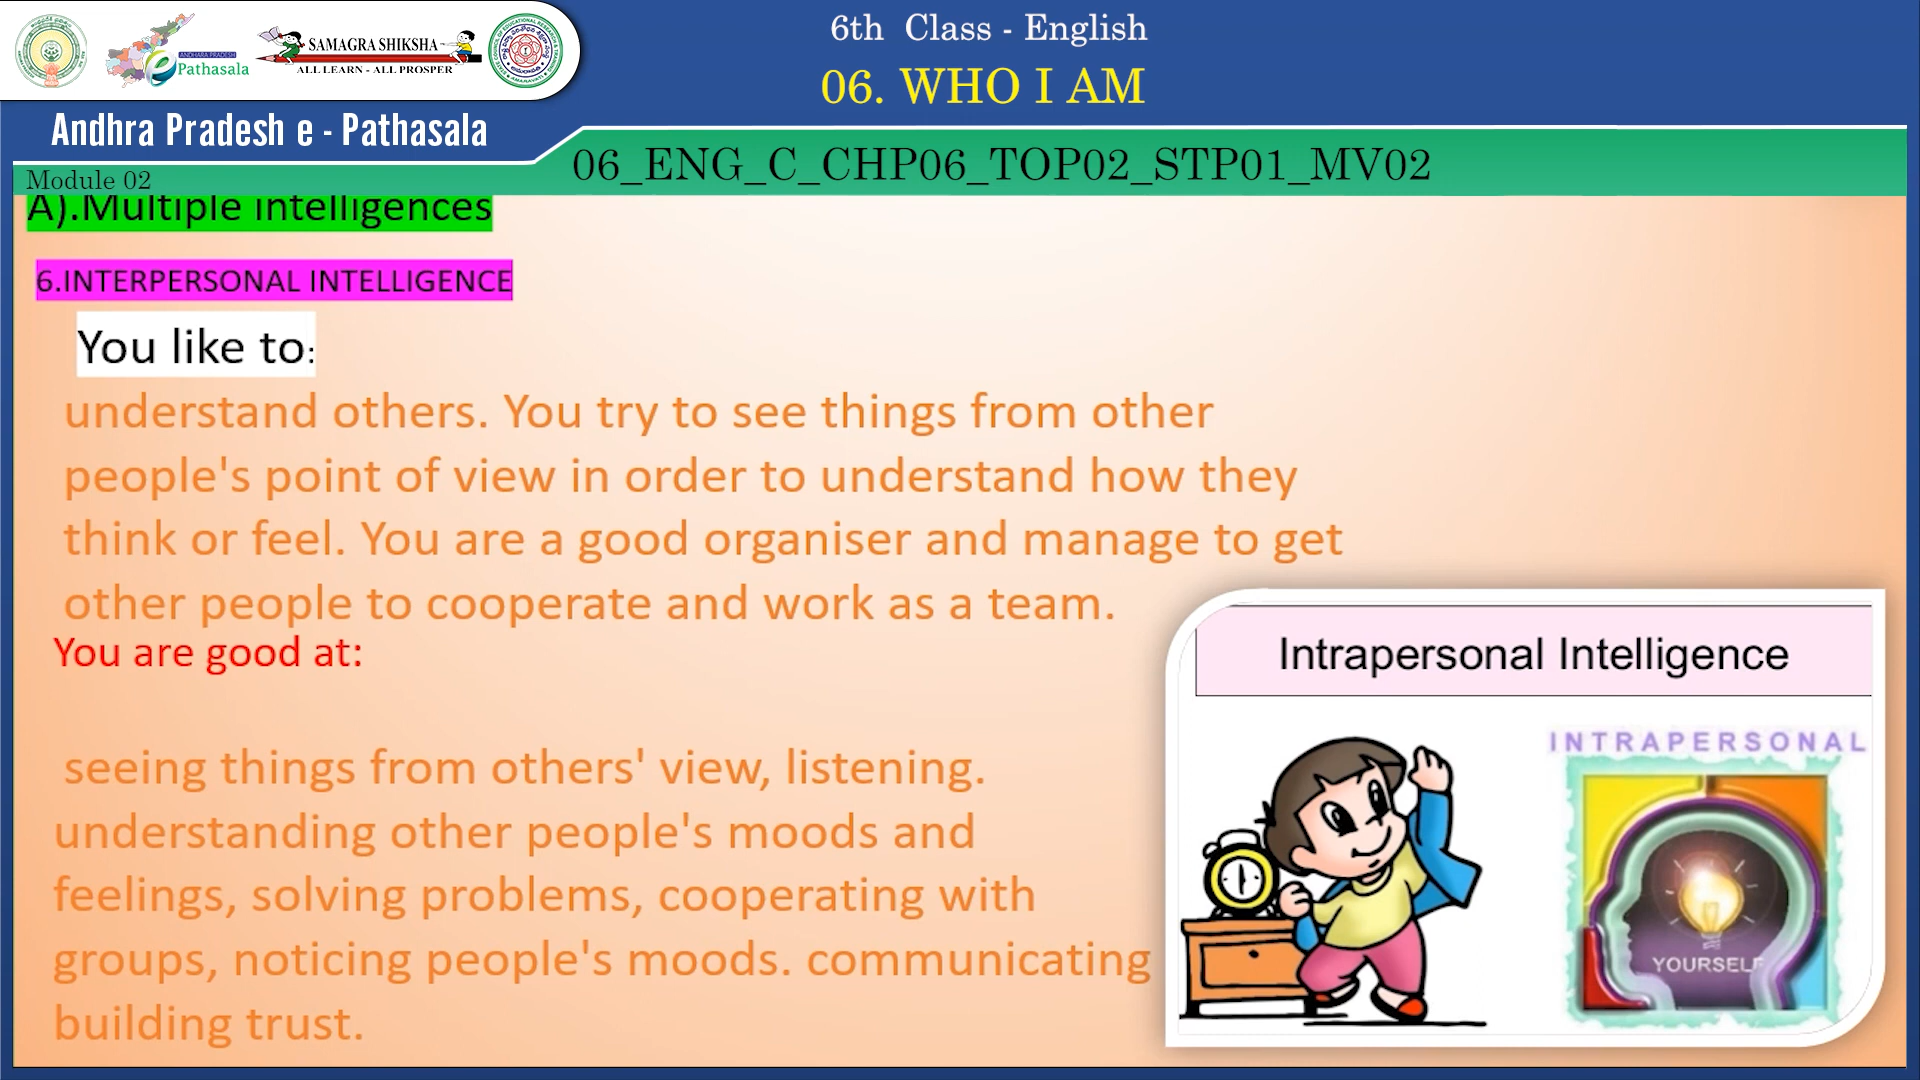 6th Class - English
06. WHO I AM
ANDHRA PRADESH
e Pathasala
SAMAGRA SHIKSHA
ALL LEARN - ALL PROSPER
Andhra Pradesh e - Pathasala
06_ENG_C_CHP06_TOP02_STP01_MV02
Module 02
A).Multiple intelligences
6.INTERPERSONAL INTELLIGENCE
You like to:
understand others. You try to see things from other
people's point of view in order to understand how they
think or feel. You are a good organiser and manage to get
other people to cooperate and work as a team.
You are good at:
seeing things from others' view, listening.
understanding other people's moods and
feelings, solving problems, cooperating with
groups, noticing people's moods. communicating
building trust.
Intrapersonal Intelligence
INTRAPERSONAL
YOURSELF